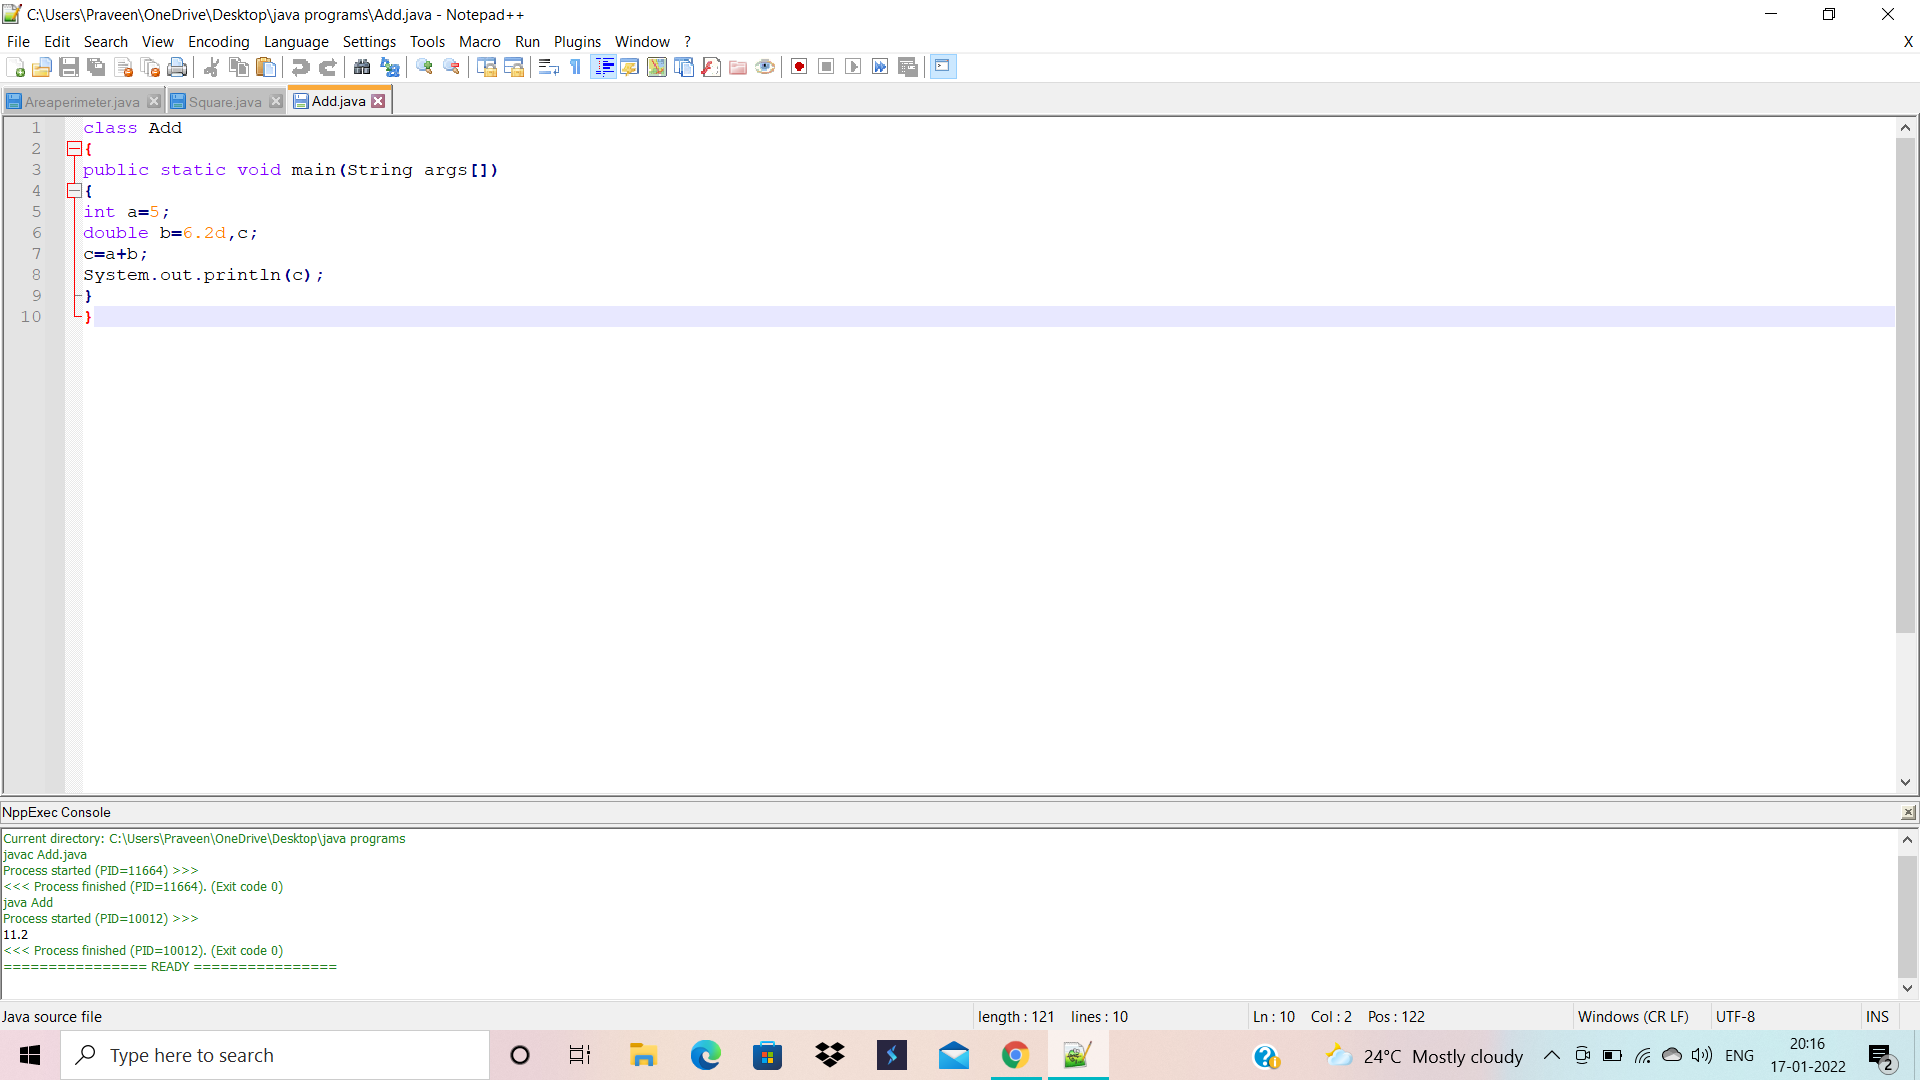 C:\Users\Praveen\OneDrive\Desktop\java programs\Add.java - Notepad++
File Edit Search View Encoding Language Settings Tools Macro Run Plugins Window ? X
Areaperimeter.java Square.java Add.java
1 class Add
2 {
3 public static void main(String args[])
4 {
5 int a=5;
6 double b=6.2d,c;
7 c=a+b;
8 System.out.println(c);
9 }
10 }
NppExec Console
Current directory: C:\Users\Praveen\OneDrive\Desktop\java programs
javac Add.java
Process started (PID=11664) >>>
<<< Process finished (PID=11664). (Exit code 0)
java Add
Process started (PID=10012) >>>
11.2
<<< Process finished (PID=10012). (Exit code 0)
================ READY ================
Java source file length : 121 lines : 10 Ln : 10 Col : 2 Pos : 122 Windows (CR LF) UTF-8 INS
Type here to search 24°C Mostly cloudy ENG 20:16
17-01-2022 2